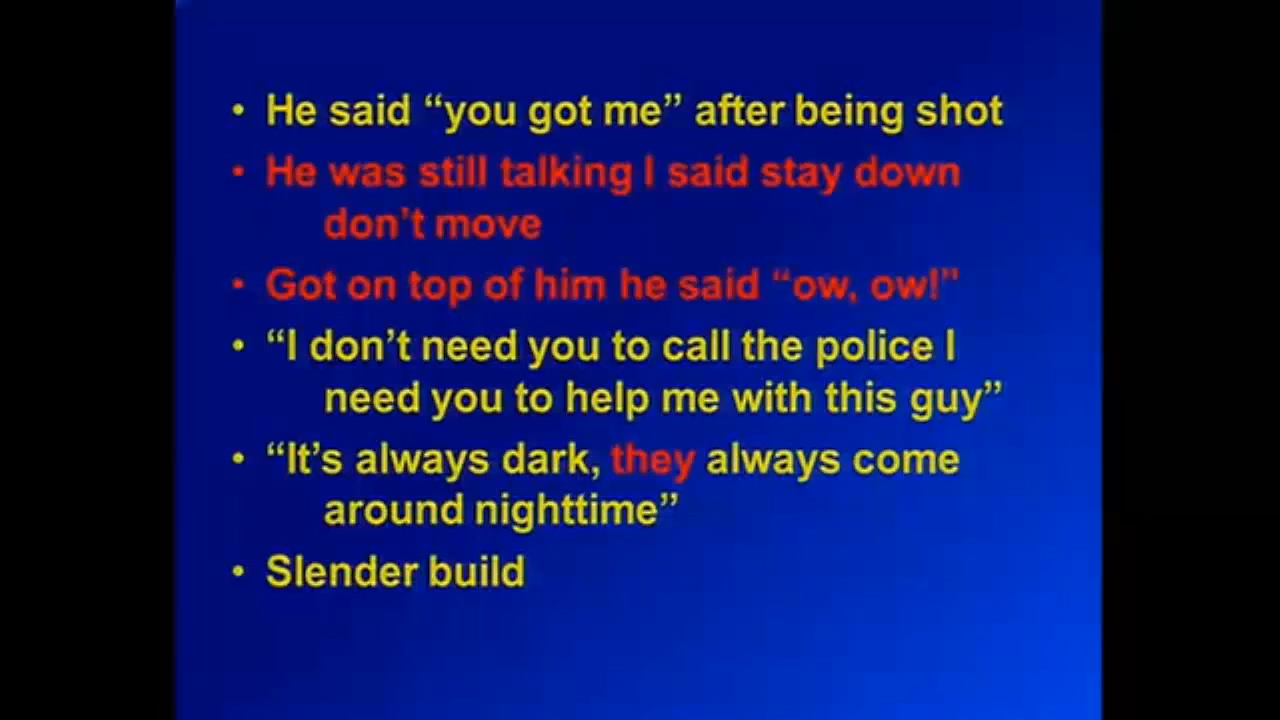 • He said “you got me” after being shot
• He was still talking I said stay down
don’t move
• Got on top of him he said “ow, ow!”
• “I don’t need you to call the police I
need you to help me with this guy”
• “It’s always dark, they always come
around nighttime”
• Slender build